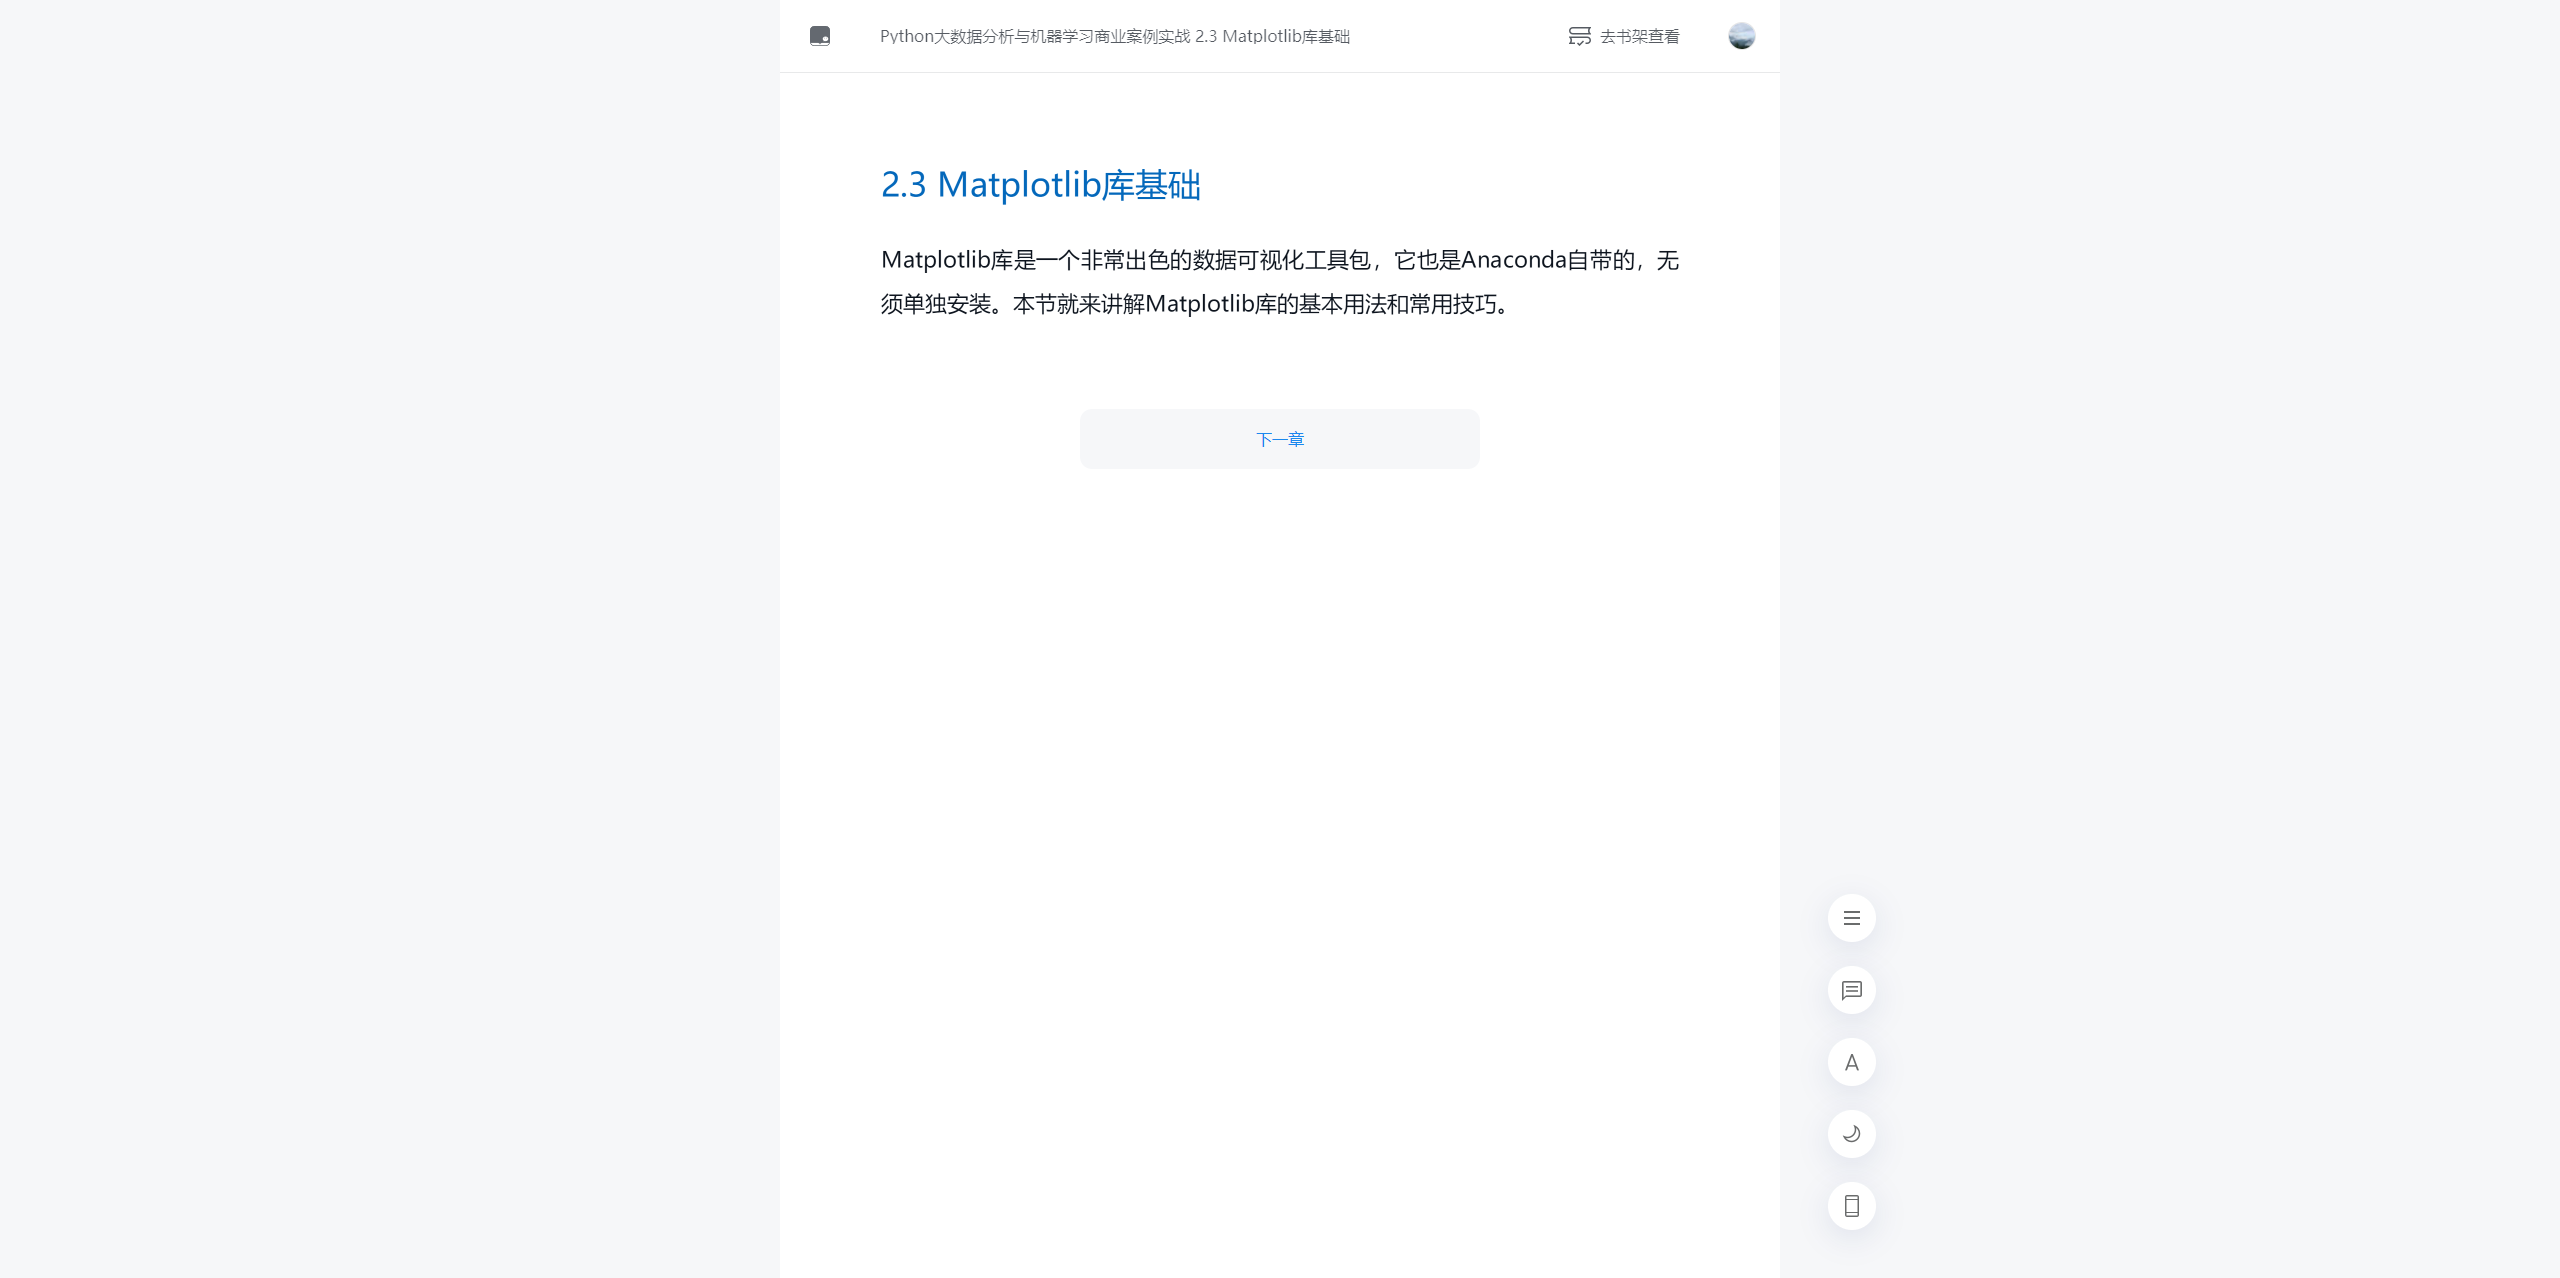 Python大数据分析与机器学习商业案例实战 2.3 Matplotlib库基础
去书架查看
2.3 Matplotlib库基础
Matplotlib库是一个非常出色的数据可视化工具包，它也是Anaconda自带的，无
须单独安装。本节就来讲解Matplotlib库的基本用法和常用技巧。
下一章
A